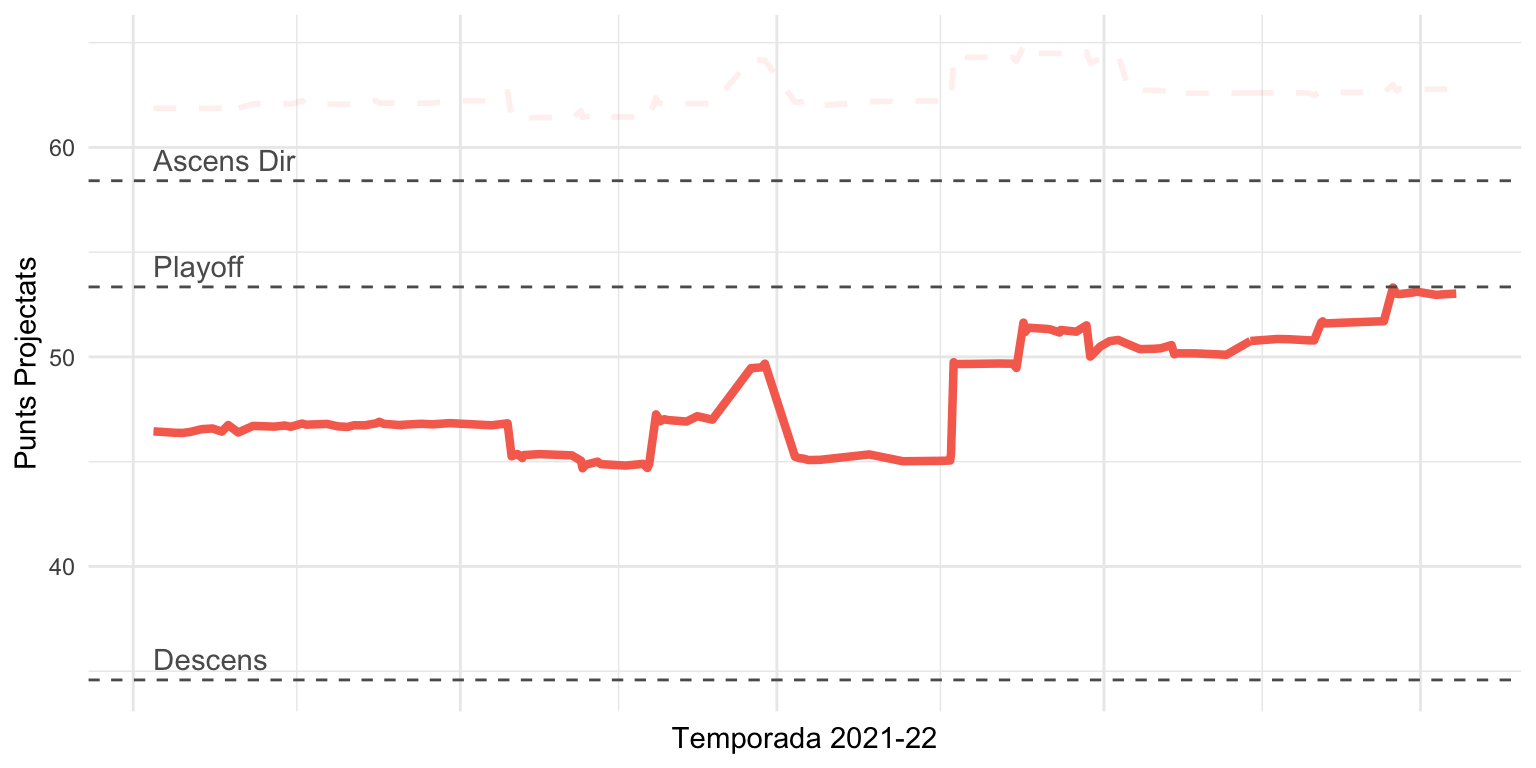 60
Ascens Dir
Playoff
50
40
Descens
Punts Projectats
Temporada 2021-22